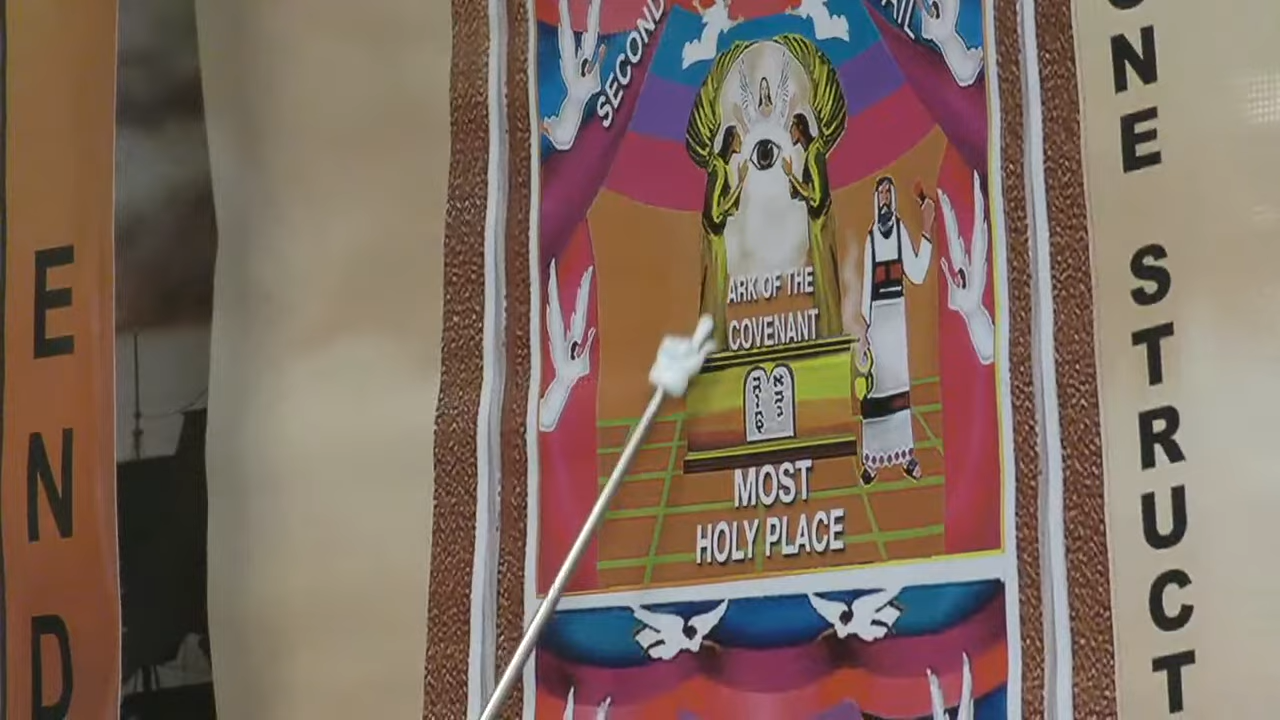 END
SECOND
ARK OF THE
COVENANT
MOST
HOLY PLACE
ONE STRUCT